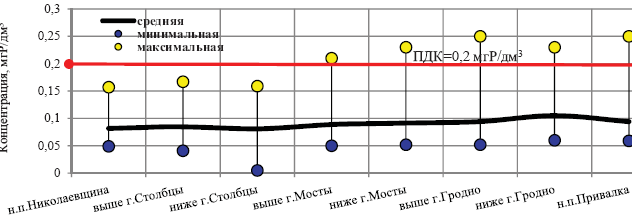 Концентрация, мгР/дм³
средняя
минимальная
максимальная
ПДК=0,2 мгР/дм³
0,3
0,25
0,2
0,15
0,1
0,05
0
н.п.Николаевщина
выше г.Столбцы
ниже г.Столбцы
выше г.Мосты
ниже г.Мосты
выше г.Гродно
ниже г.Гродно
н.п.Привалка